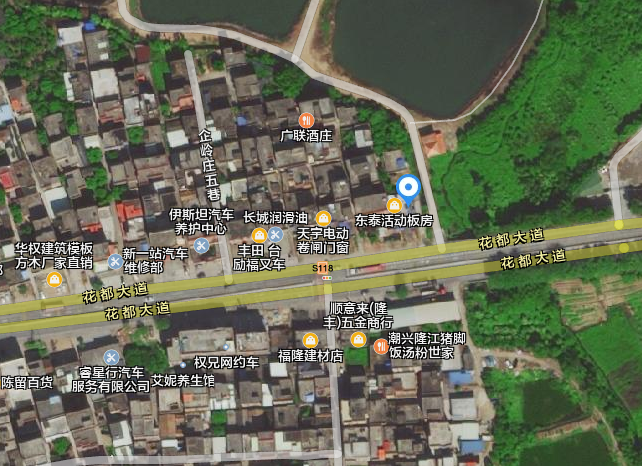 企岭庄五巷
广联酒庄
伊斯坦汽车
养护中心
长城润滑油
东泰活动板房
天宇电动
卷闸门窗
华权建筑模板
方木厂家直销
新一站汽车
维修部
丰田 台
励福叉车
花都大道
花都大道
S118
花都大道
花都大道
顺意来(隆
丰)五金商行
潮兴隆江猪脚
饭汤粉世家
福隆建材店
权兄网约车
睿星行汽车
服务有限公司
艾妮养生馆
陈留百货